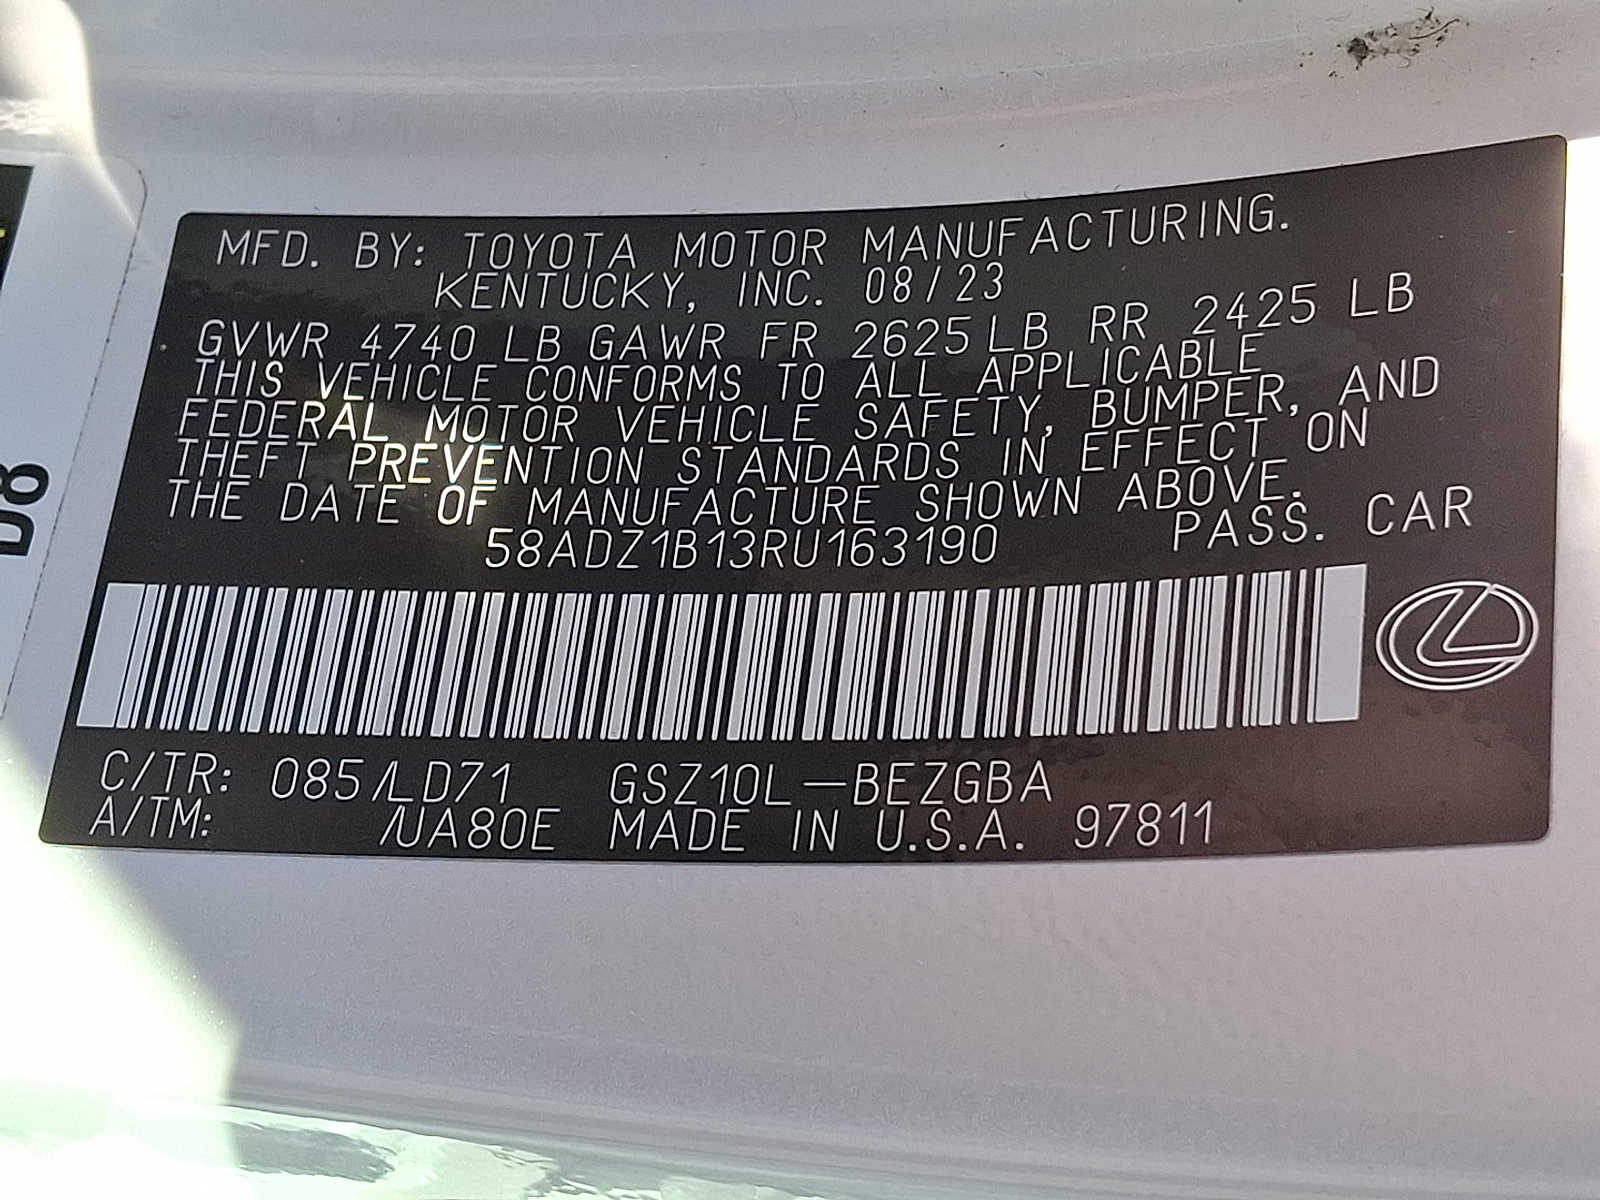 MFD. BY: TOYOTA MOTOR MANUFACTURING.
KENTUCKY, INC. 08/23
GVWR 4740 LB GAWR FR 2625 LB RR 2425 LB
THIS VEHICLE CONFORMS TO ALL APPLICABLE
FEDERAL MOTOR VEHICLE SAFETY, BUMPER, AND
THEFT PREVENTION STANDARDS IN EFFECT ON
THE DATE OF MANUFACTURE SHOWN ABOVE.
58ADZ1B13RU163190 PASS. CAR
C/TR: 085/LD71 GSZ10L-BEZGBA
A/TM: /UA80E MADE IN U.S.A. 97811
D8